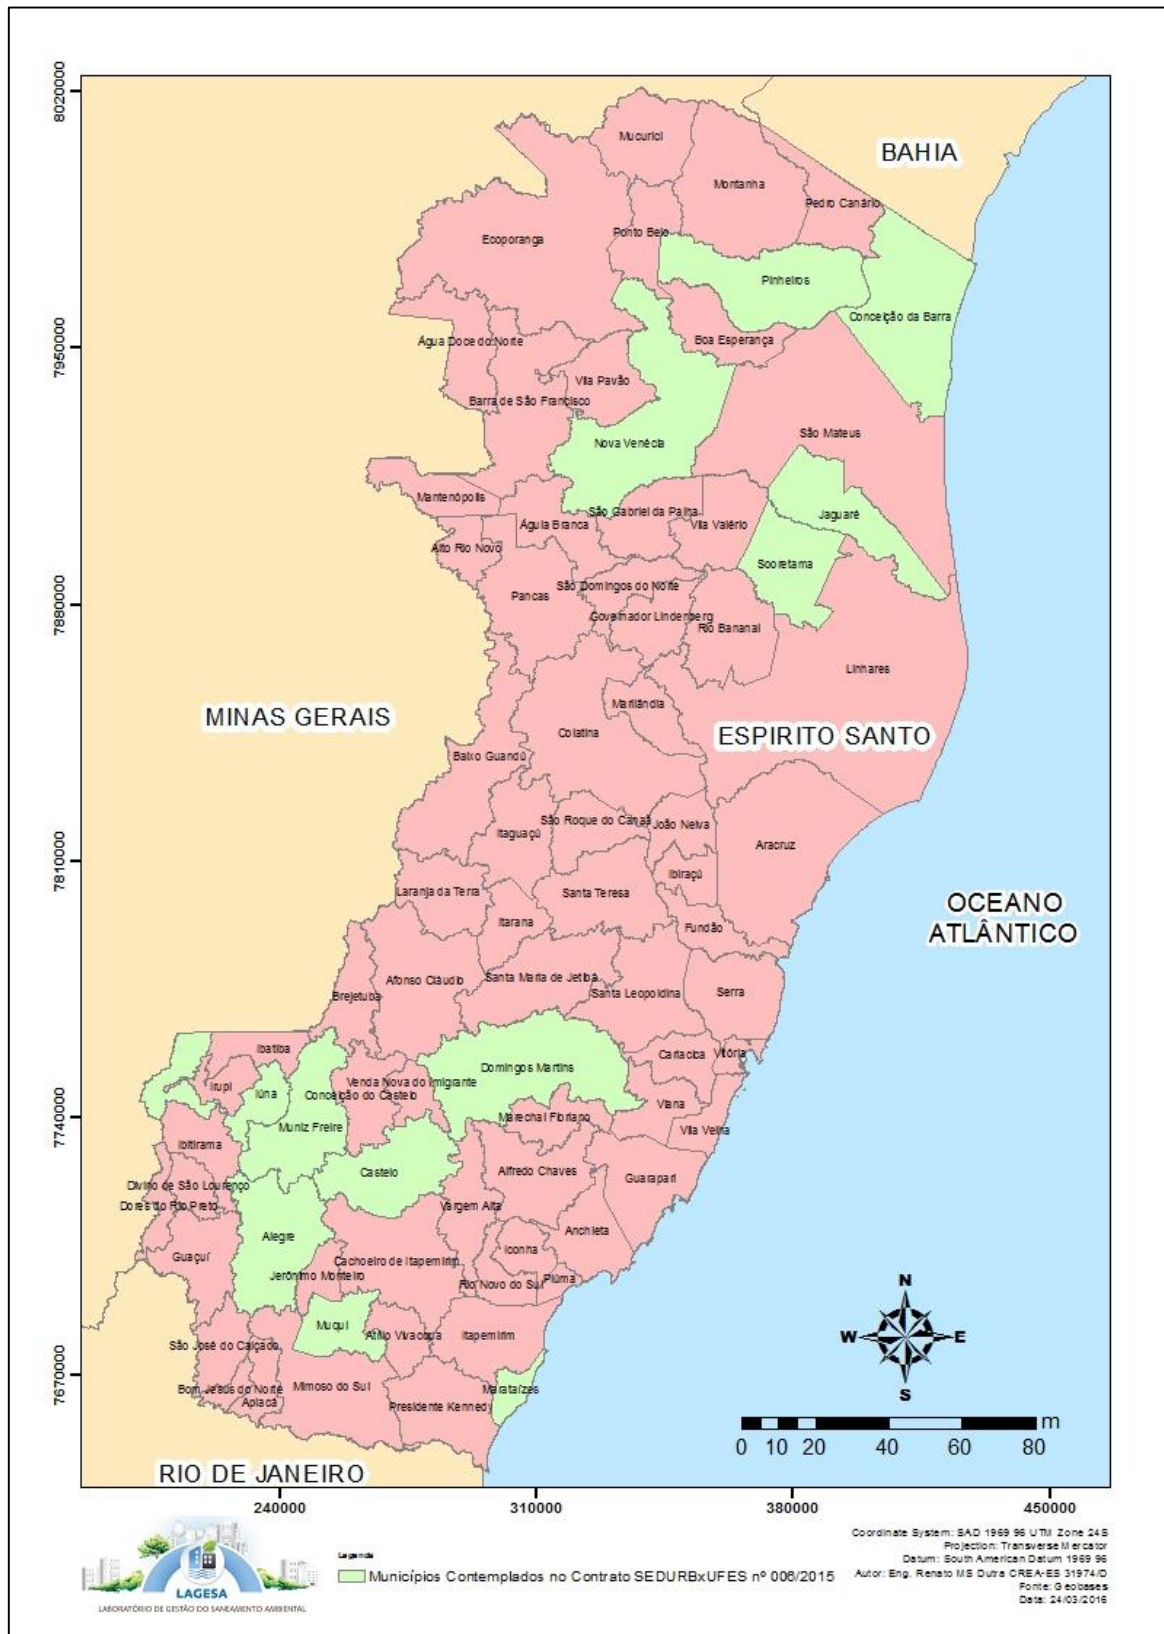 8020000
BAHIA
Mucurici
Montanha
Pedro Canário
Ecoporanga
Ponto Belo
Pinheiros
Conceição da Barra
7950000
Água Doce do Norte
Boa Esperança
Vila Pavão
Barra de São Francisco
São Mateus
Nova Venécia
Mantenópolis
São Gabriel da Palha
Jaguaré
Águia Branca
Vila Valério
Alto Rio Novo
Sooretama
São Domingos do Norte
Pancas
7880000
Governador Lindenberg
Rio Bananal
Linhares
Marilândia
MINAS GERAIS
Colatina
ESPIRITO SANTO
Baixo Guandú
São Roque do Canaã
João Neiva
Itaguaçú
Aracruz
7810000
Ibiraçú
Laranja da Terra
Santa Teresa
OCEANO
ATLÂNTICO
Itarana
Fundão
Afonso Cláudio
Santa Maria de Jetibá
Brejetuba
Santa Leopoldina
Serra
Ibatiba
Cariacica
Vitória
Domingos Martins
Irupi
Iúna
Venda Nova do Imigrante
Conceição do Castelo
Viana
7740000
Marechal Floriano
Muniz Freire
Vila Velha
Ibitirama
Castelo
Alfredo Chaves
Guarapari
Divino de São Lourenço
Dores do Rio Preto
Vargem Alta
Anchieta
Alegre
Iconha
Guaçuí
Cachoeiro de Itapemirim
Jerônimo Monteiro
Rio Novo do Sul
Piúma
N
Muqui
Atílio Vivacqua
Itapemirim
W
E
São José do Calçado
S
7670000
Bom Jesus do Norte
Mimoso do Sul
Marataízes
Apiacá
Presidente Kennedy
m
0 10 20 40 60 80
RIO DE JANEIRO
240000 310000 380000 450000
Legenda
Municípios Contemplados no Contrato SEDURBxUFES nº 006/2015
LAGESA
LABORATÓRIO DE GESTÃO DO SANEAMENTO AMBIENTAL
Coordinate System: SAD 1969 96 UTM Zone 24S
Projection: Transverse Mercator
Datum: South American Datum 1969 96
Autor: Eng. Renato MS Dutra CREA-ES 31974/D
Fonte: Geobases
Data: 24/03/2016